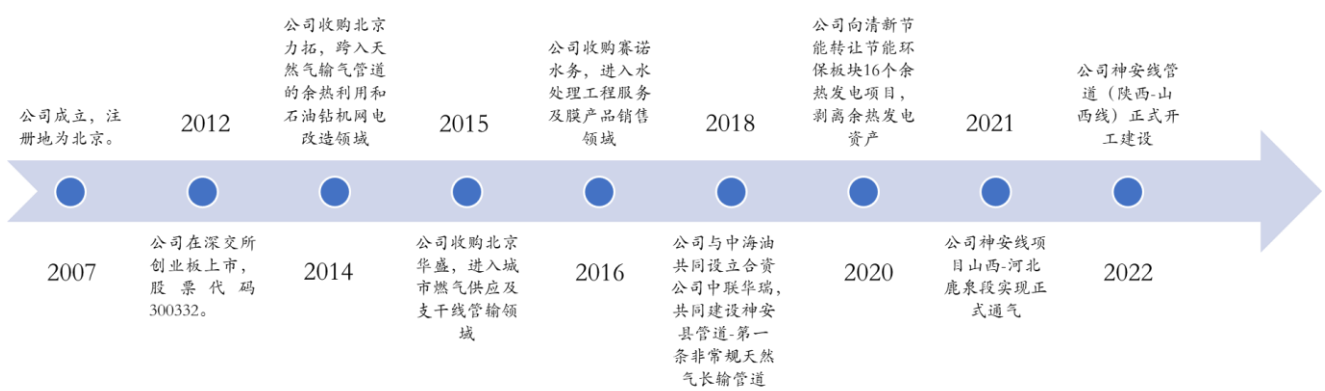 公司成立，注
册地为北京。
2007
2012
公司在深交所
创业板上市，
股票代码
300332。
公司收购北京
力拓，跨入天
然气输气管道
的余热利用和
石油钻机网电
改造领域
2014
2015
公司收购北京
华盛，进入城
市燃气供应及
支干线管输领
域
公司收购赛诺
水务，进入水
处理工程服务
及膜产品销售
领域
2016
2018
公司与中海油
共同设立合资
公司中联华瑞，
共同建设神安
县管道-第一
条非常规天然
气长输管道
公司向清新节
能转让节能环
保板块16个余
热发电项目，
剥离余热发电
资产
2020
2021
公司神安线项
目山西-河北
鹿泉段实现正
式通气
公司神安线管
道（陕西-山
西线）正式开
工建设
2022